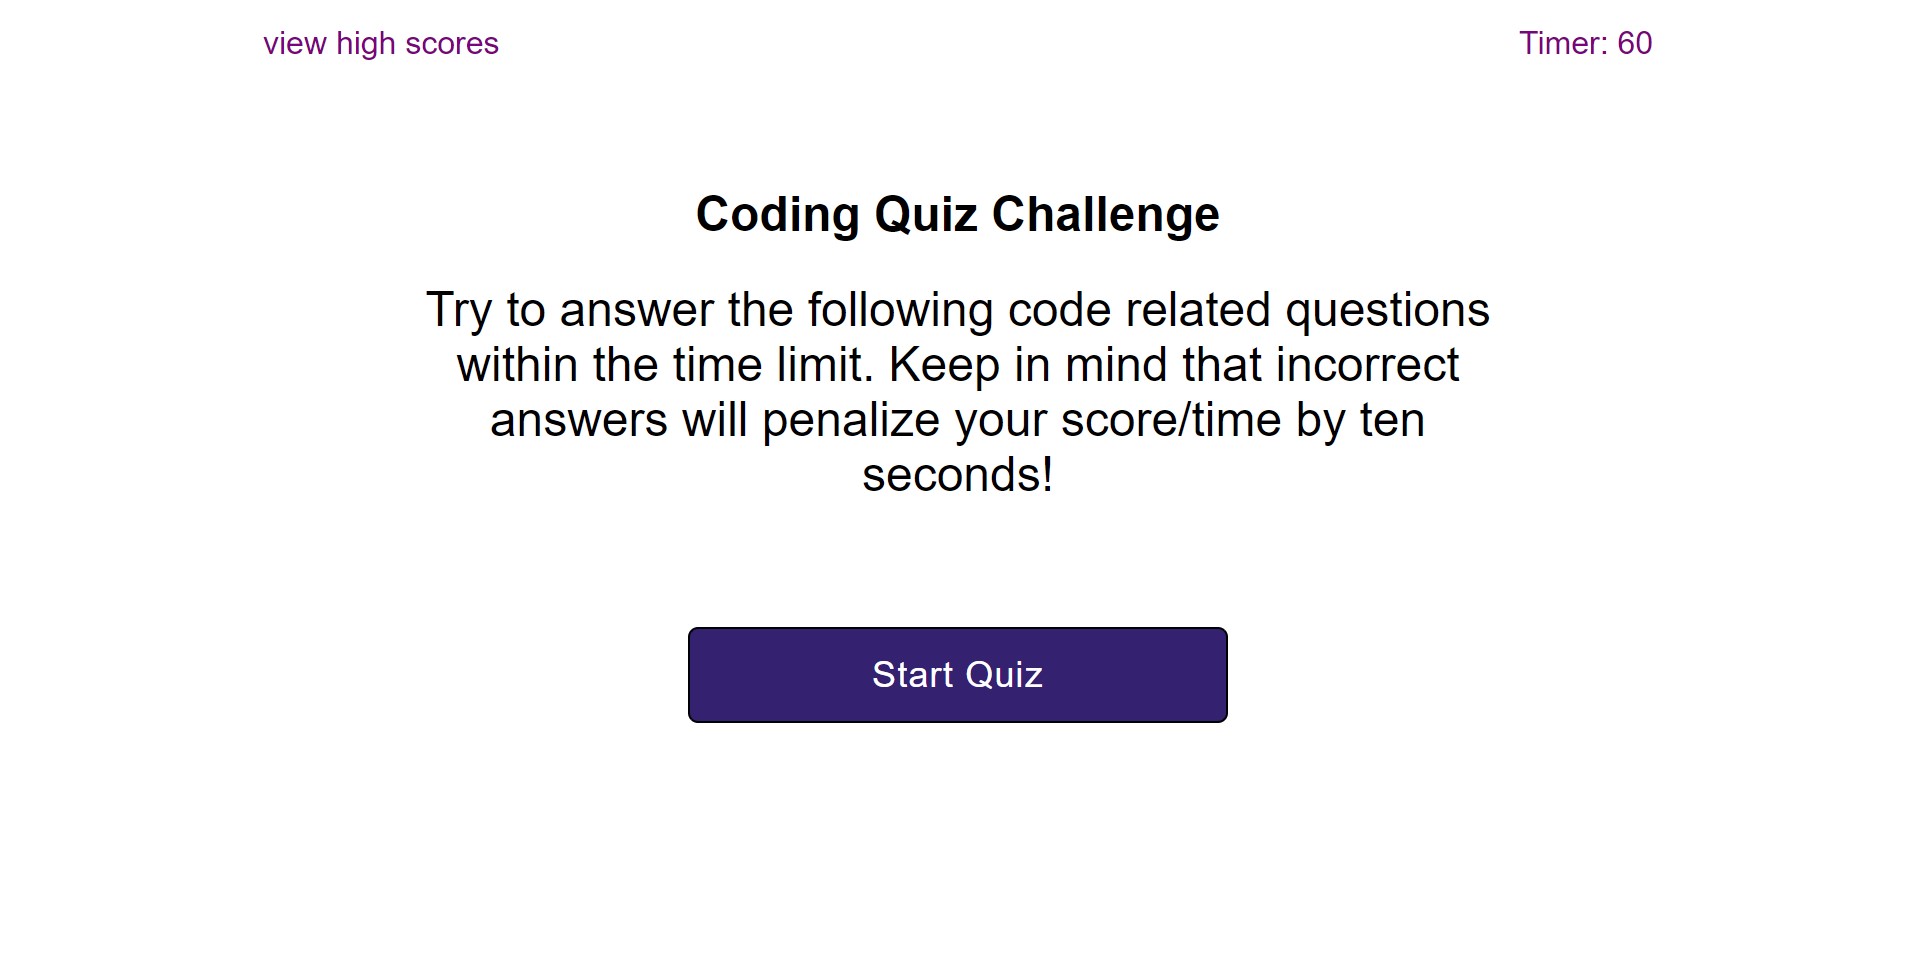 view high scores
Timer: 60
Coding Quiz Challenge
Try to answer the following code related questions
within the time limit. Keep in mind that incorrect
answers will penalize your score/time by ten
seconds!
Start Quiz